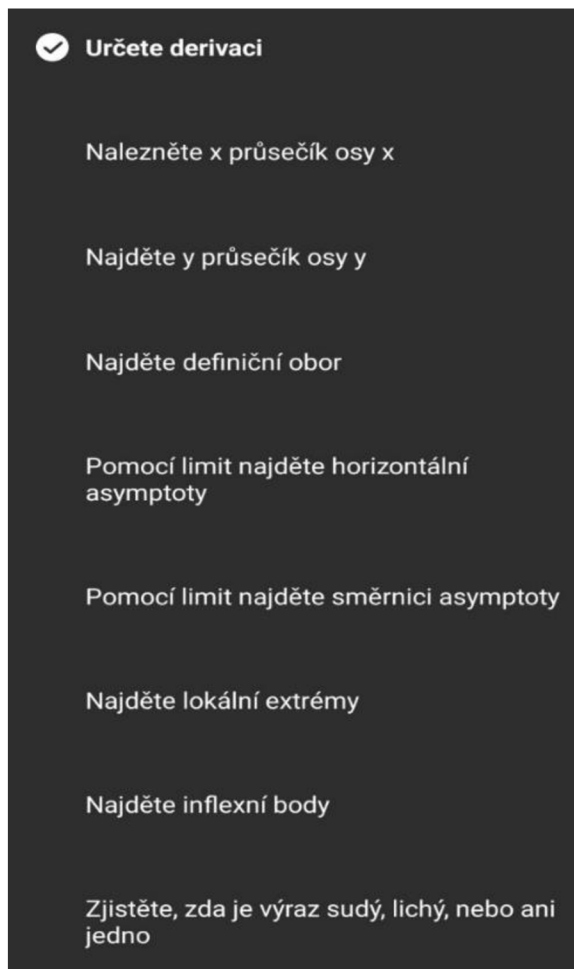 Určete derivaci
Nalezněte x průsečík osy x
Najděte y průsečík osy y
Najděte definiční obor
Pomocí limit najděte horizontální
asymptoty
Pomocí limit najděte směrnici asymptoty
Najděte lokální extrémy
Najděte inflexní body
Zjistěte, zda je výraz sudý, lichý, nebo ani
jedno